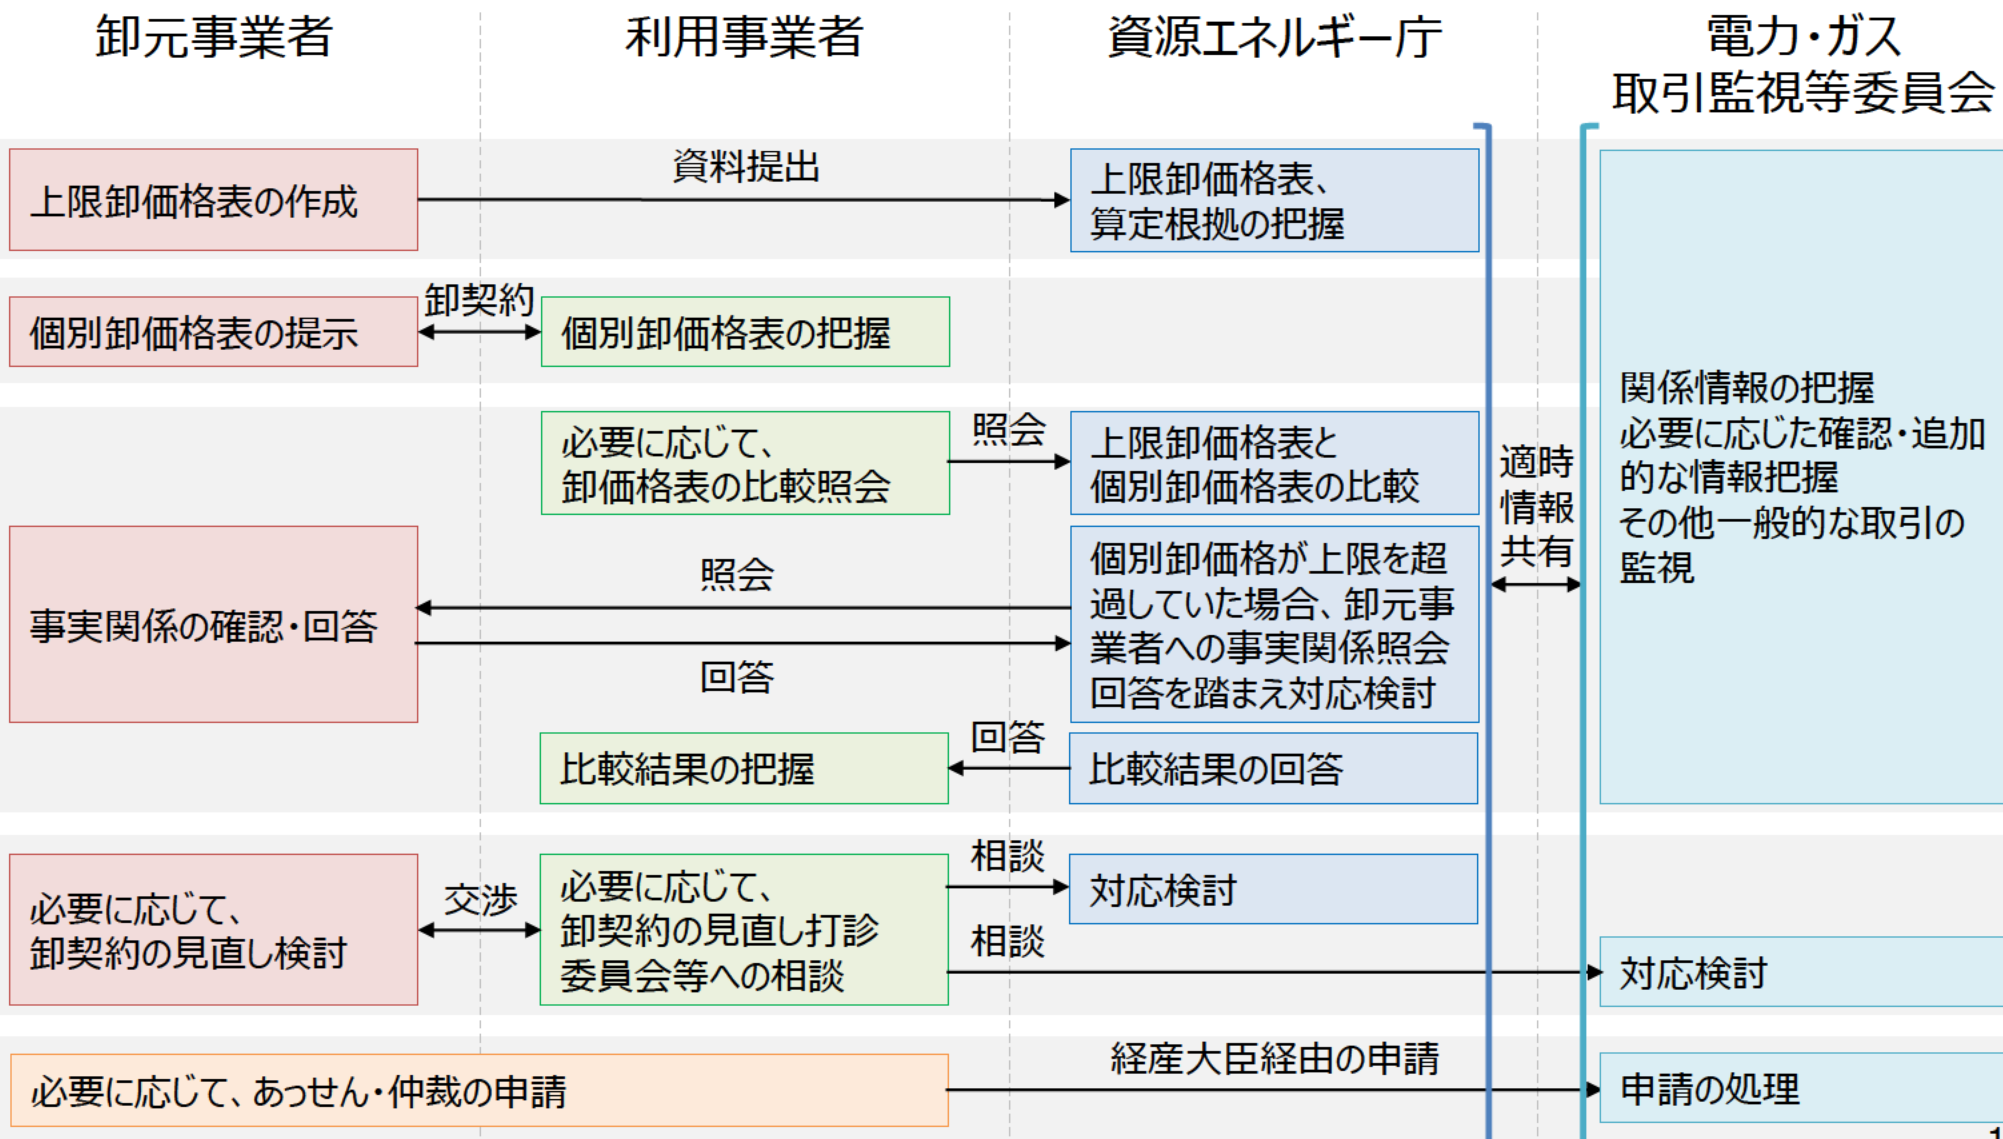 卸元事業者
利用事業者
資源エネルギー庁
電力・ガス
取引監視等委員会
上限卸価格表の作成
資料提出
上限卸価格表、
算定根拠の把握
個別卸価格表の提示
卸契約
個別卸価格表の把握
必要に応じて、
卸価格表の比較照会
照会
上限卸価格表と
個別卸価格表の比較
事実関係の確認・回答
照会
回答
個別卸価格が上限を超
過していた場合、卸元事
業者への事実関係照会
回答を踏まえ対応検討
比較結果の把握
回答
比較結果の回答
適時
情報
共有
関係情報の把握
必要に応じた確認・追加
的な情報把握
その他一般的な取引の
監視
必要に応じて、
卸契約の見直し検討
交渉
必要に応じて、
卸契約の見直し打診
委員会等への相談
相談
対応検討
相談
対応検討
必要に応じて、あっせん・仲裁の申請
経産大臣経由の申請
申請の処理